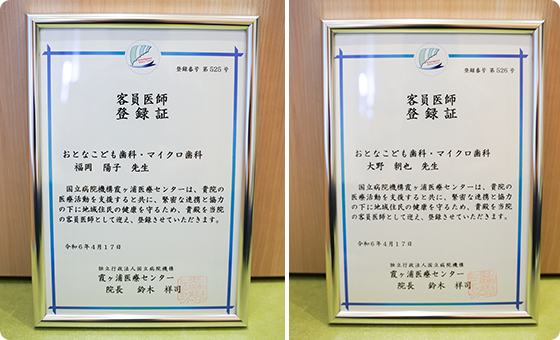 登録番号 第525号
客員医師
登録証
おとなこども歯科・マイクロ歯科
福岡 陽子 先生
国立病院機構霞ヶ浦医療センターは、貴院の
医療活動を支援すると共に、緊密な連携と協力
の下に地域住民の健康を守るため、貴殿を当院
の客員医師として迎え、登録させていただきます。
令和6年4月17日
独立行政法人国立病院機構
霞ヶ浦医療センター
院長 鈴木 祥司
登録番号 第526号
客員医師
登録証
おとなこども歯科・マイクロ歯科
大野 朝也 先生
国立病院機構霞ヶ浦医療センターは、貴院の
医療活動を支援すると共に、緊密な連携と協力
の下に地域住民の健康を守るため、貴殿を当院
の客員医師として迎え、登録させていただきます。
令和6年4月17日
独立行政法人国立病院機構
霞ヶ浦医療センター
院長 鈴木 祥司